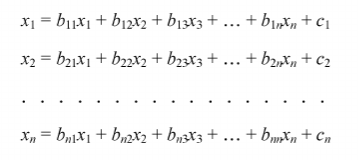 x₁ = b₁₁x₁ + b₁₂x₂ + b₁₃x₃ + … + b₁ₙxₙ + c₁
x₂ = b₂₁x₁ + b₂₂x₂ + b₂₃x₃ + … + b₂ₙxₙ + c₂
. . . . . . . . . . . . . . . . .
xₙ = bₙ₁x₁ + bₙ₂x₂ + bₙ₃x₃ + … + bₙₙxₙ + cₙ